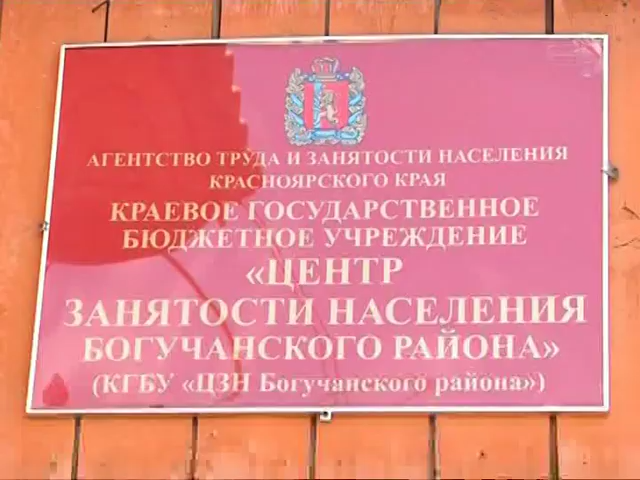 АГЕНТСТВО ТРУДА И ЗАНЯТОСТИ НАСЕЛЕНИЯ
КРАСНОЯРСКОГО КРАЯ
КРАЕВОЕ ГОСУДАРСТВЕННОЕ
БЮДЖЕТНОЕ УЧРЕЖДЕНИЕ
«ЦЕНТР
ЗАНЯТОСТИ НАСЕЛЕНИЯ
БОГУЧАНСКОГО РАЙОНА»
(КГБУ «ЦЗН Богучанского района»)